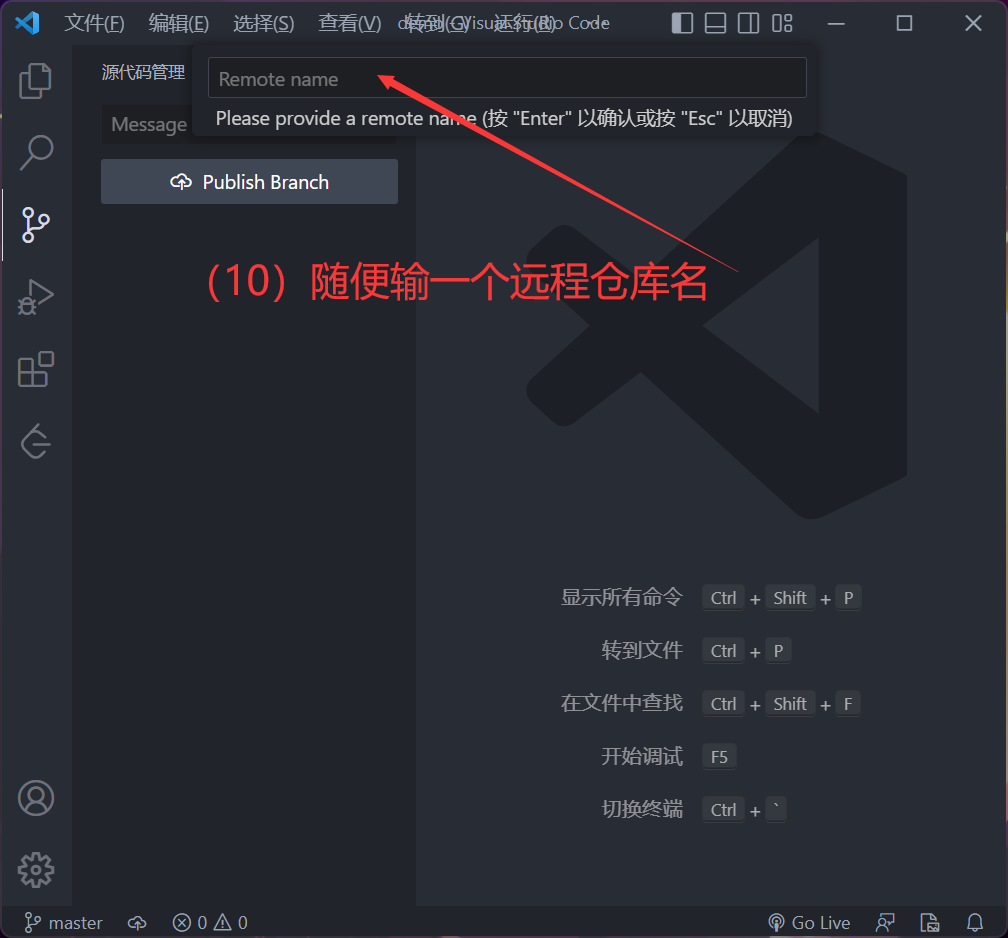 文件(F) 编辑(E) 选择(S) 查看(V) 转到(G) 运行(R) Visual Studio Code
源代码管理
Remote name
Please provide a remote name (按 "Enter" 以确认或按 "Esc" 以取消)
Message
Publish Branch
（10）随便输一个远程仓库名
显示所有命令 Ctrl + Shift + P
转到文件 Ctrl + P
在文件中查找 Ctrl + Shift + F
开始调试 F5
切换终端 Ctrl + `
master 0 0 Go Live